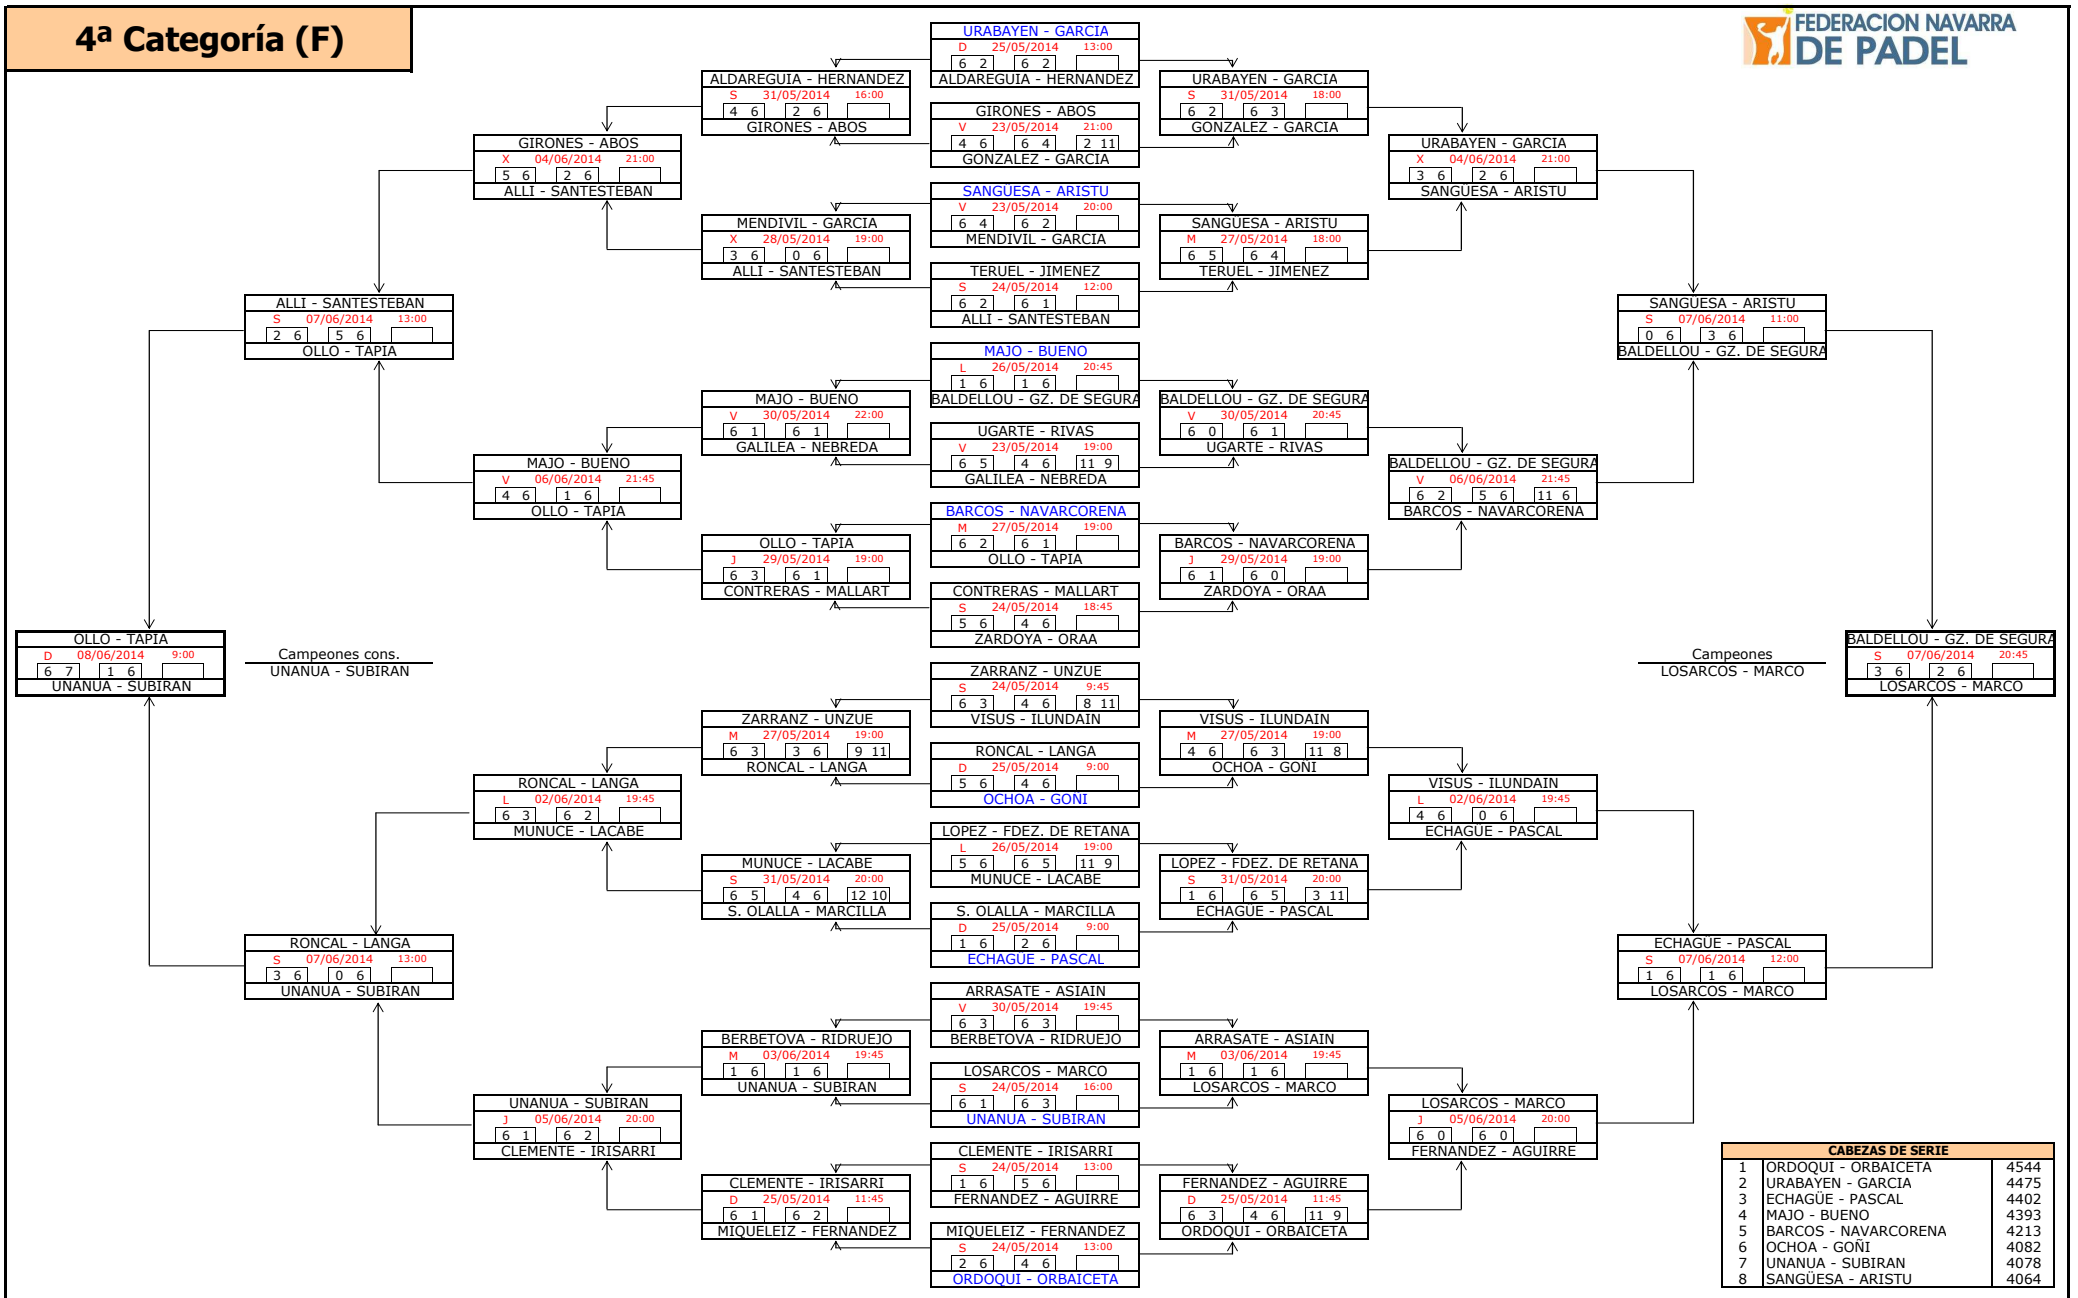 4ª Categoría (F)
FEDERACION NAVARRA
DE PADEL
URABAYEN - GARCIA
D 25/05/2014 13:00
6 2 6 2
ALDAREGUIA - HERNANDEZ
GIRONES - ABOS
V 23/05/2014 21:00
4 6 6 4 2 11
GONZALEZ - GARCIA
SANGÜESA - ARISTU
V 23/05/2014 20:00
6 4 6 2
MENDIVIL - GARCIA
TERUEL - JIMENEZ
S 24/05/2014 12:00
6 2 6 1
ALLI - SANTESTEBAN
MAJO - BUENO
L 26/05/2014 20:45
1 6 1 6
BALDELLOU - GZ. DE SEGURA
UGARTE - RIVAS
V 23/05/2014 19:00
6 5 4 6 11 9
GALILEA - NEBREDA
BARCOS - NAVARCORENA
M 27/05/2014 19:00
6 2 6 1
OLLO - TAPIA
CONTRERAS - MALLART
S 24/05/2014 18:45
5 6 4 6
ZARDOYA - ORAA
ZARRANZ - UNZUE
S 24/05/2014 9:45
6 3 4 6 8 11
VISUS - ILUNDAIN
RONCAL - LANGA
D 25/05/2014 9:00
5 6 4 6
OCHOA - GOÑI
LOPEZ - FDEZ. DE RETANA
L 26/05/2014 19:00
5 6 6 5 11 9
MUNUCE - LACABE
S. OLALLA - MARCILLA
D 25/05/2014 9:00
1 6 2 6
ECHAGÜE - PASCAL
ARRASATE - ASIAIN
V 30/05/2014 19:45
6 3 6 3
BERBETOVA - RIDRUEJO
LOSARCOS - MARCO
S 24/05/2014 16:00
6 1 6 3
UNANUA - SUBIRAN
CLEMENTE - IRISARRI
S 24/05/2014 13:00
1 6 5 6
FERNANDEZ - AGUIRRE
MIQUELEIZ - FERNANDEZ
S 24/05/2014 13:00
2 6 4 6
ORDOQUI - ORBAICETA
ALDAREGUIA - HERNANDEZ
S 31/05/2014 16:00
4 6 2 6
GIRONES - ABOS
MENDIVIL - GARCIA
X 28/05/2014 19:00
3 6 0 6
ALLI - SANTESTEBAN
MAJO - BUENO
V 30/05/2014 22:00
6 1 6 1
GALILEA - NEBREDA
OLLO - TAPIA
J 29/05/2014 19:00
6 3 6 1
CONTRERAS - MALLART
ZARRANZ - UNZUE
M 27/05/2014 19:00
6 3 3 6 9 11
RONCAL - LANGA
MUNUCE - LACABE
S 31/05/2014 20:00
6 5 4 6 12 10
S. OLALLA - MARCILLA
BERBETOVA - RIDRUEJO
M 03/06/2014 19:45
1 6 1 6
UNANUA - SUBIRAN
CLEMENTE - IRISARRI
D 25/05/2014 11:45
6 1 6 2
MIQUELEIZ - FERNANDEZ
GIRONES - ABOS
X 04/06/2014 21:00
5 6 2 6
ALLI - SANTESTEBAN
MAJO - BUENO
V 06/06/2014 21:45
4 6 1 6
OLLO - TAPIA
RONCAL - LANGA
L 02/06/2014 19:45
6 3 6 2
MUNUCE - LACABE
UNANUA - SUBIRAN
J 05/06/2014 20:00
6 1 6 2
CLEMENTE - IRISARRI
ALLI - SANTESTEBAN
S 07/06/2014 13:00
2 6 5 6
OLLO - TAPIA
RONCAL - LANGA
S 07/06/2014 13:00
3 6 0 6
UNANUA - SUBIRAN
OLLO - TAPIA
D 08/06/2014 9:00
6 7 1 6
UNANUA - SUBIRAN
Campeones cons.
UNANUA - SUBIRAN
URABAYEN - GARCIA
S 31/05/2014 18:00
6 2 6 3
GONZALEZ - GARCIA
SANGÜESA - ARISTU
M 27/05/2014 18:00
6 5 6 4
TERUEL - JIMENEZ
BALDELLOU - GZ. DE SEGURA
V 30/05/2014 20:45
6 0 6 1
UGARTE - RIVAS
BARCOS - NAVARCORENA
J 29/05/2014 19:00
6 1 6 0
ZARDOYA - ORAA
VISUS - ILUNDAIN
M 27/05/2014 19:00
4 6 6 3 11 8
OCHOA - GOÑI
LOPEZ - FDEZ. DE RETANA
S 31/05/2014 20:00
1 6 6 5 3 11
ECHAGÜE - PASCAL
ARRASATE - ASIAIN
M 03/06/2014 19:45
1 6 1 6
LOSARCOS - MARCO
FERNANDEZ - AGUIRRE
D 25/05/2014 11:45
6 3 4 6 11 9
ORDOQUI - ORBAICETA
URABAYEN - GARCIA
X 04/06/2014 21:00
3 6 2 6
SANGÜESA - ARISTU
BALDELLOU - GZ. DE SEGURA
V 06/06/2014 21:45
6 2 5 6 11 6
BARCOS - NAVARCORENA
VISUS - ILUNDAIN
L 02/06/2014 19:45
4 6 0 6
ECHAGÜE - PASCAL
LOSARCOS - MARCO
J 05/06/2014 20:00
6 0 6 0
FERNANDEZ - AGUIRRE
SANGÜESA - ARISTU
S 07/06/2014 11:00
0 6 3 6
BALDELLOU - GZ. DE SEGURA
ECHAGÜE - PASCAL
S 07/06/2014 12:00
1 6 1 6
LOSARCOS - MARCO
Campeones
LOSARCOS - MARCO
BALDELLOU - GZ. DE SEGURA
S 07/06/2014 20:45
3 6 2 6
LOSARCOS - MARCO
CABEZAS DE SERIE
1 ORDOQUI - ORBAICETA 4544
2 URABAYEN - GARCIA 4475
3 ECHAGÜE - PASCAL 4402
4 MAJO - BUENO 4393
5 BARCOS - NAVARCORENA 4213
6 OCHOA - GOÑI 4082
7 UNANUA - SUBIRAN 4078
8 SANGÜESA - ARISTU 4064